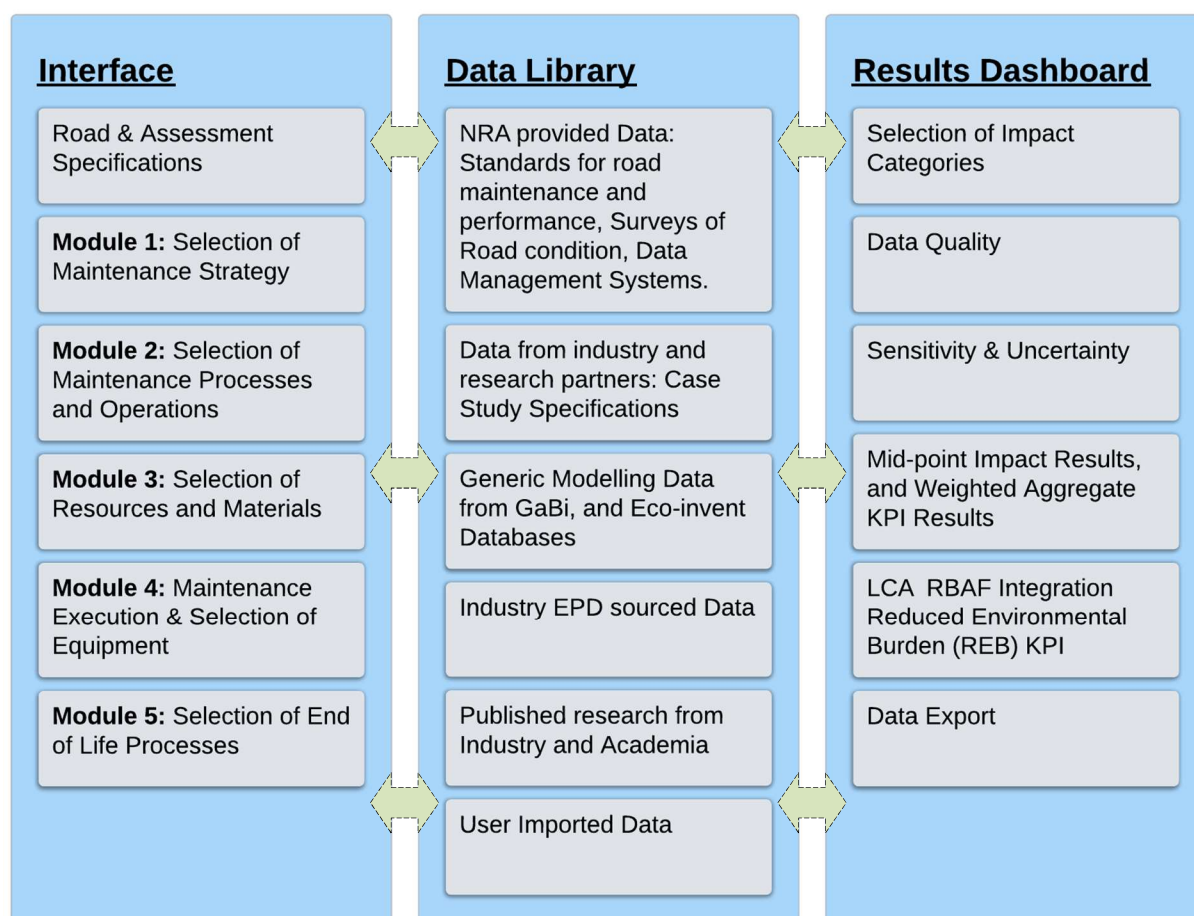 Interface
Road & Assessment
Specifications
Module 1: Selection of
Maintenance Strategy
Module 2: Selection of
Maintenance Processes
and Operations
Module 3: Selection of
Resources and Materials
Module 4: Maintenance
Execution & Selection of
Equipment
Module 5: Selection of End
of Life Processes
Data Library
NRA provided Data:
Standards for road
maintenance and
performance, Surveys of
Road condition, Data
Management Systems.
Data from industry and
research partners: Case
Study Specifications
Generic Modelling Data
from GaBi, and Eco-invent
Databases
Industry EPD sourced Data
Published research from
Industry and Academia
User Imported Data
Results Dashboard
Selection of Impact
Categories
Data Quality
Sensitivity & Uncertainty
Mid-point Impact Results,
and Weighted Aggregate
KPI Results
LCA  RBAF Integration
Reduced Environmental
Burden (REB) KPI
Data Export